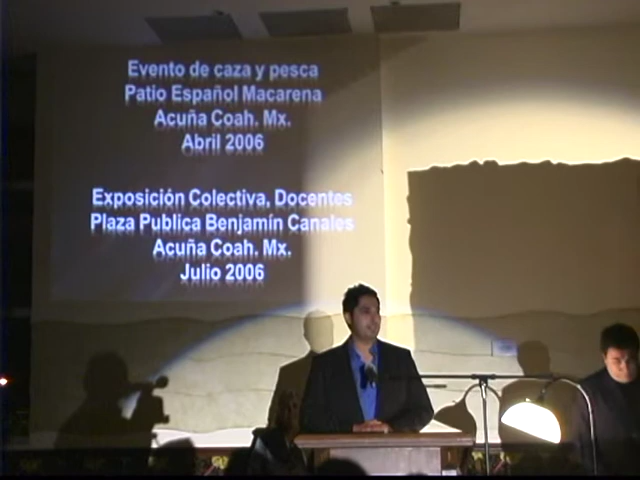 Evento de caza y pesca
Patio Español Macarena
Acuña Coah. Mx.
Abril 2006
Exposición Colectiva, Docentes
Plaza Publica Benjamín Canales
Acuña Coah. Mx.
Julio 2006